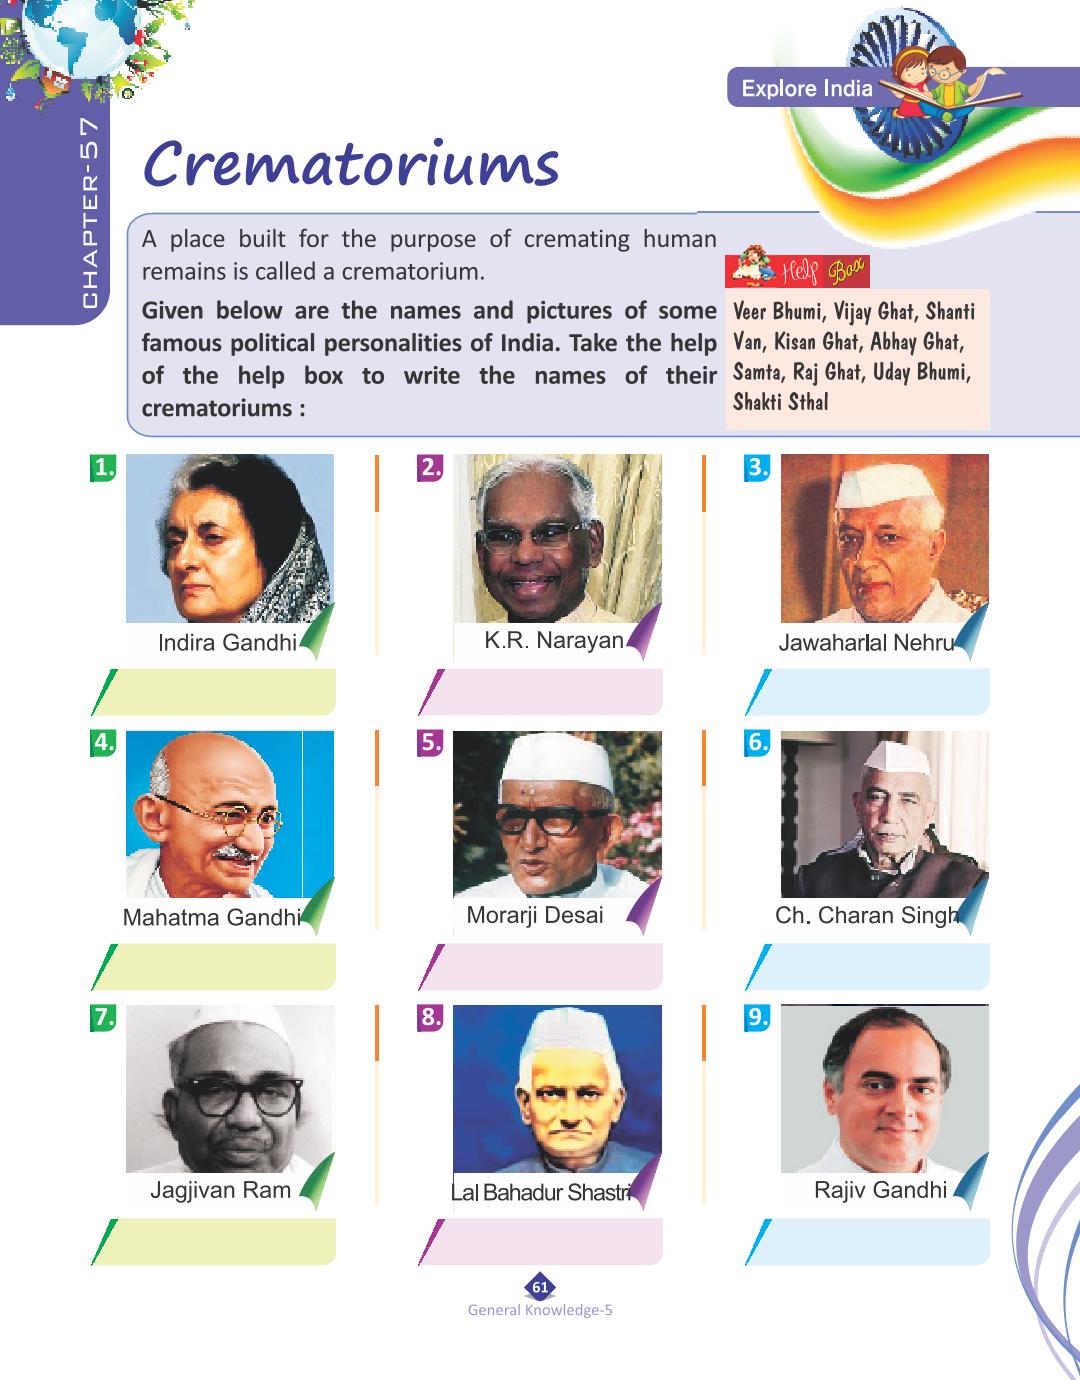 CHAPTER-57
Explore India
Crematoriums
A place built for the purpose of cremating human
remains is called a crematorium.
Given below are the names and pictures of some
famous political personalities of India. Take the help
of the help box to write the names of their
crematoriums :
Help Box
Veer Bhumi, Vijay Ghat, Shanti
Van, Kisan Ghat, Abhay Ghat,
Samta, Raj Ghat, Uday Bhumi,
Shakti Sthal
1.
Indira Gandhi
2.
K.R. Narayan
3.
Jawaharlal Nehru
4.
Mahatma Gandhi
5.
Morarji Desai
6.
Ch. Charan Singh
7.
Jagjivan Ram
8.
Lal Bahadur Shastri
9.
Rajiv Gandhi
61
General Knowledge-5